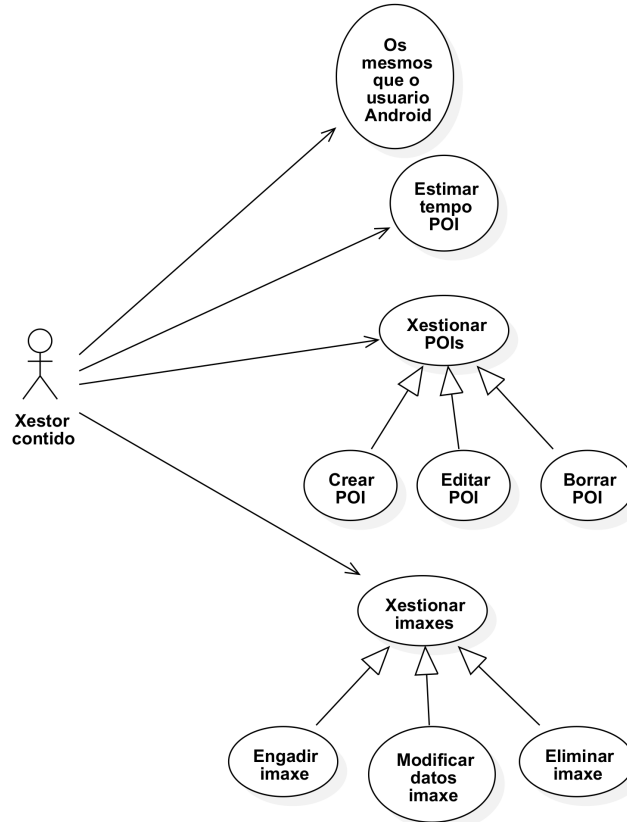 Os
mesmos
que o
usuario
Android
Estimar
tempo
POI
Xestionar
POIs
Xestor
contido
Crear
POI
Editar
POI
Borrar
POI
Xestionar
imaxes
Engadir
imaxe
Modificar
datos
imaxe
Eliminar
imaxe